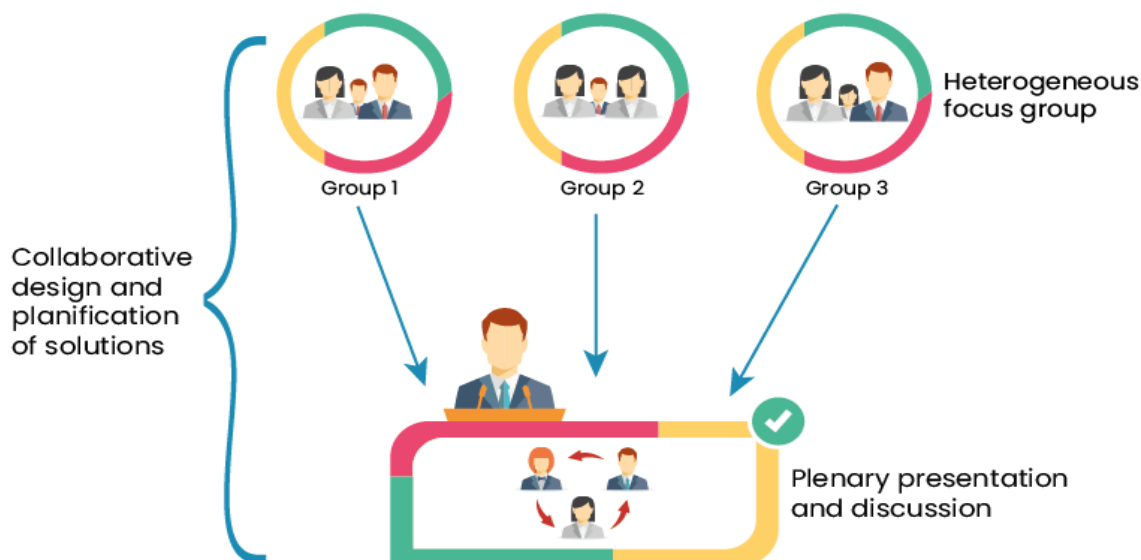 Heterogeneous
focus group
Group 1
Group 2
Group 3
Collaborative
design and
planification
of solutions
Plenary presentation
and discussion